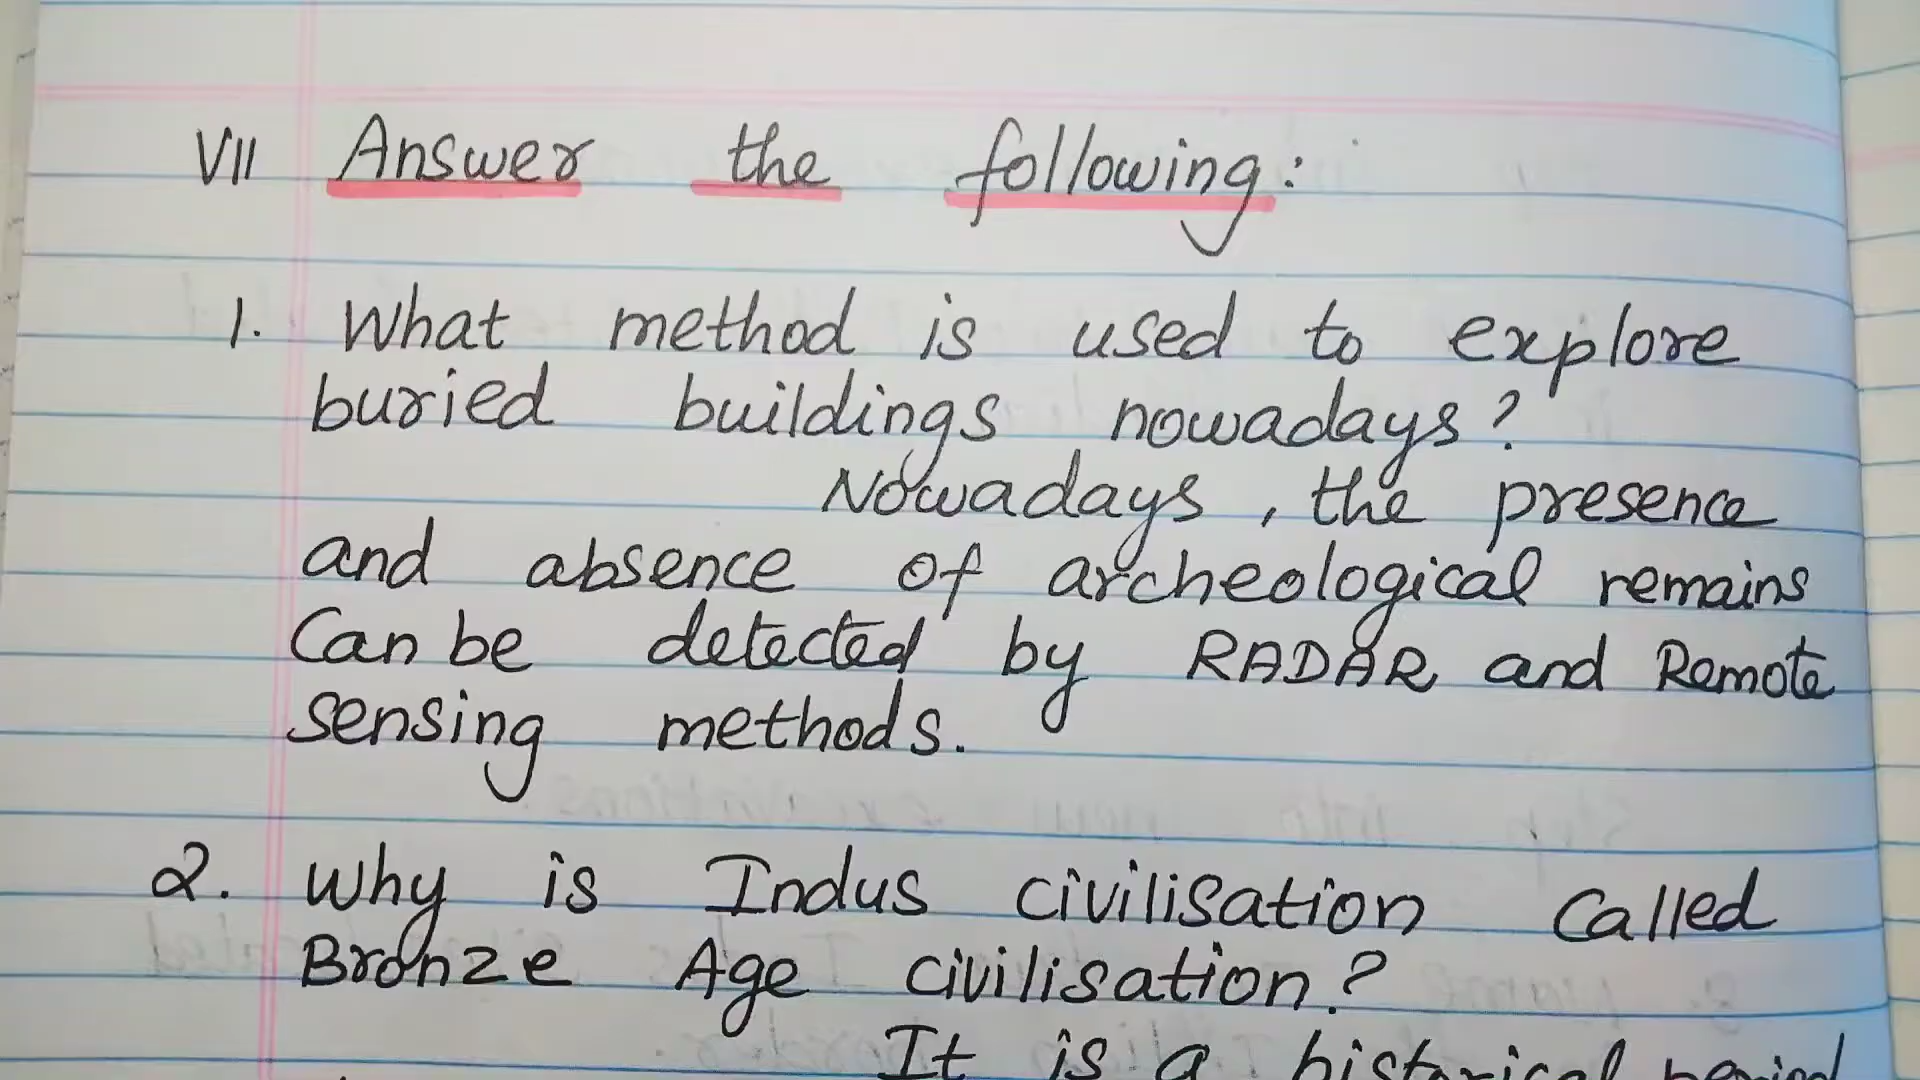 VII Answer the following:
1. What method is used to explore
buried buildings nowadays?
Nowadays, the presence
and absence of archeological remains
Can be detected by RADAR and Remote
sensing methods.
2. Why is Indus civilisation Called
Bronze Age civilisation?
It is a historical period